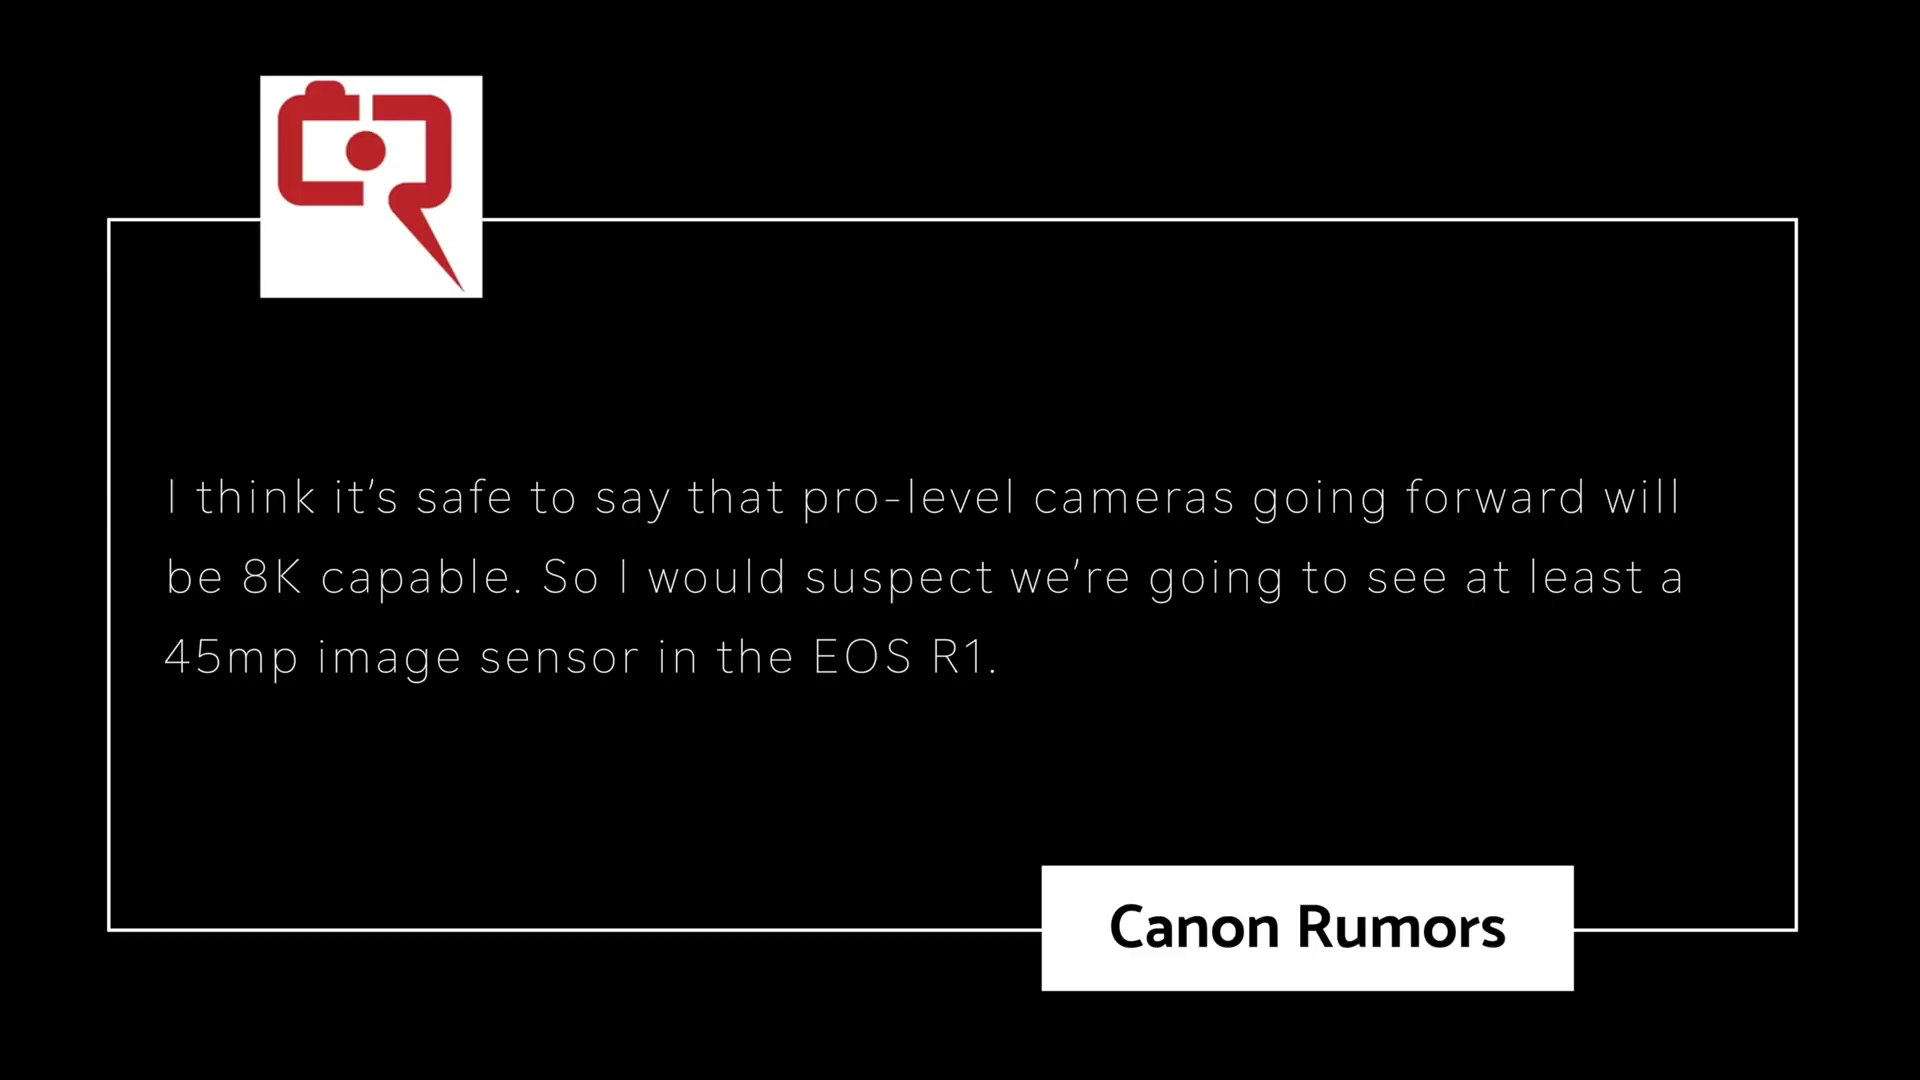 I think it’s safe to say that pro-level cameras going forward will
be 8K capable. So I would suspect we’re going to see at least a
45mp image sensor in the EOS R1.
Canon Rumors